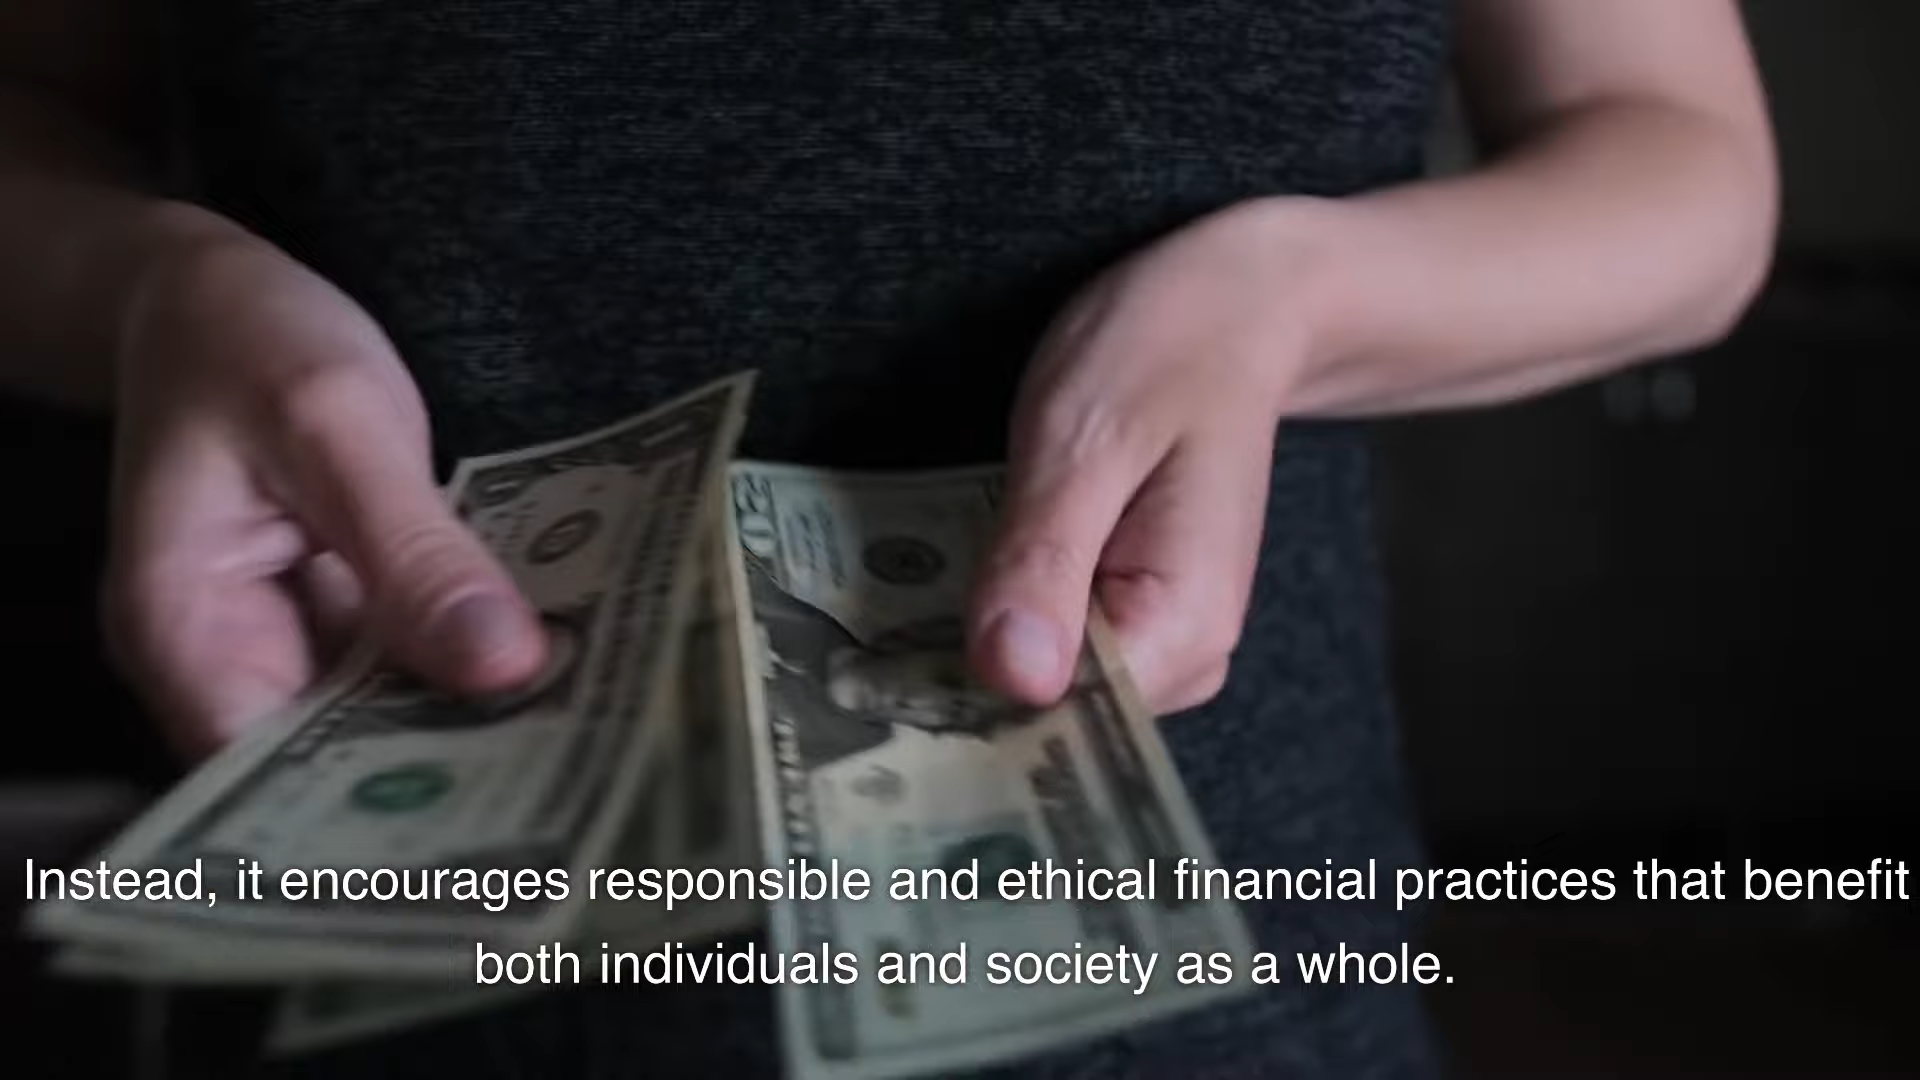 Instead, it encourages responsible and ethical financial practices that benefit
both individuals and society as a whole.